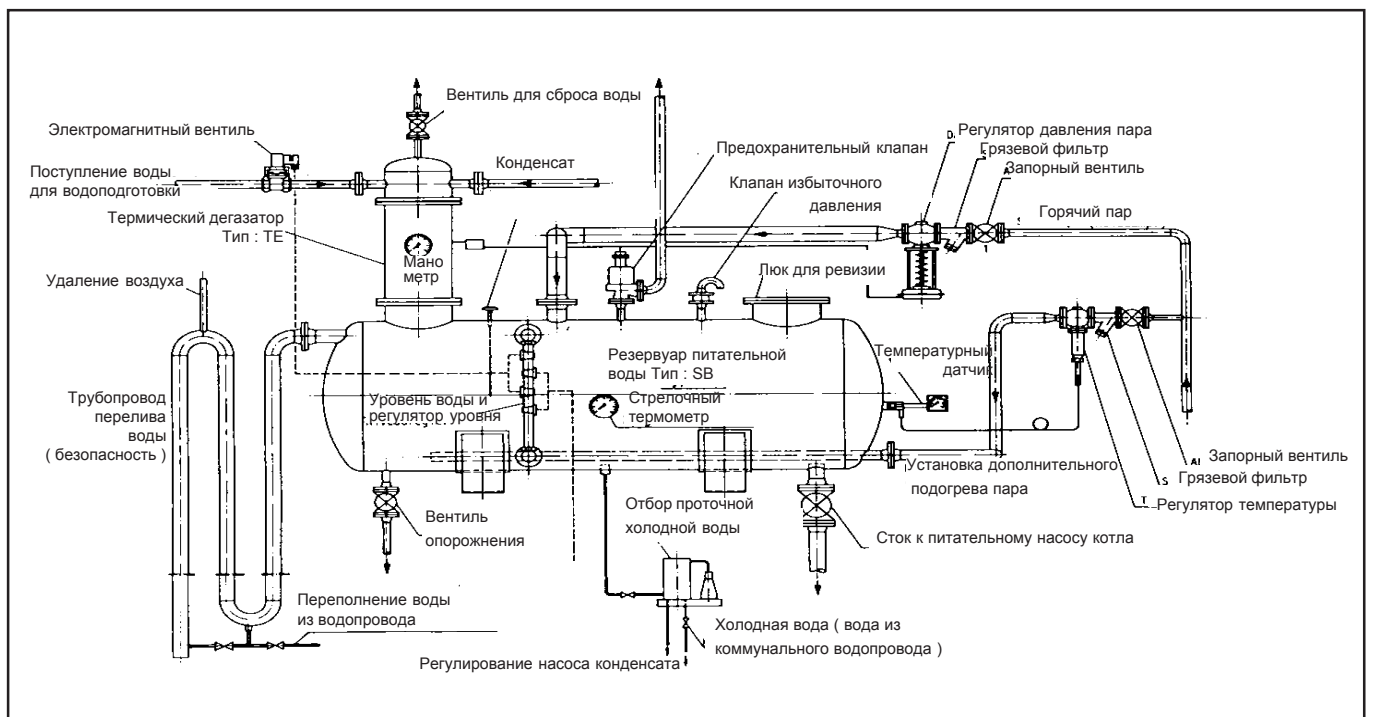 Вентиль для сброса воды
Электромагнитный вентиль
Поступление воды
для водоподготовки
Конденсат
Предохранительный клапан
Клапан избыточного
давления
D.
Регулятор давления пара
S
Грязевой фильтр
A
Запорный вентиль
Горячий пар
Термический дегазатор
Тип : TE
Мано
метр
Удаление воздуха
Люк для ревизии
Резервуар питательной
воды Тип : SB
Температурный
датчик
Трубопровод
перелива
воды
( безопасность )
Уровень воды и
регулятор уровня
Стрелочный
термометр
Установка дополнительного
подогрева пара
AI
Запорный вентиль
S
Грязевой фильтр
T
Регулятор температуры
Вентиль
опорожнения
Отбор проточной
холодной воды
Сток к питательному насосу котла
Переполнение воды
из водопровода
Холодная вода ( вода из
коммунального водопровода )
Регулирование насоса конденсата